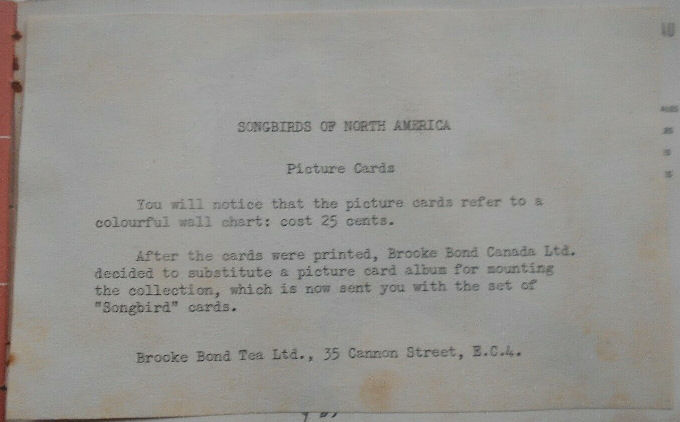 SONGBIRDS OF NORTH AMERICA
Picture Cards
You will notice that the picture cards refer to a
colourful wall chart: cost 25 cents.
After the cards were printed, Brooke Bond Canada Ltd.
decided to substitute a picture card album for mounting
the collection, which is now sent you with the set of
"Songbird" cards.
Brooke Bond Tea Ltd., 35 Cannon Street, E.C.4.